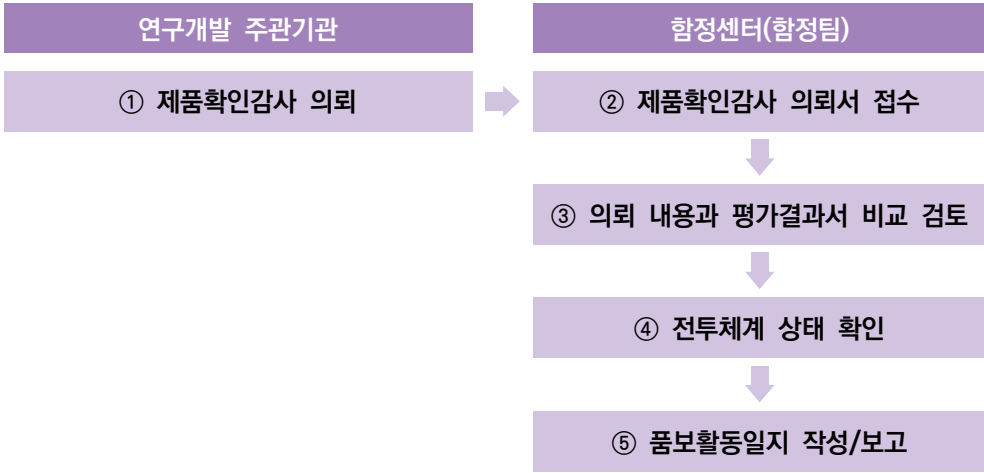 연구개발 주관기관
함정센터(함정팀)
① 제품확인감사 의뢰
② 제품확인감사 의뢰서 접수
③ 의뢰 내용과 평가결과서 비교 검토
④ 전투체계 상태 확인
⑤ 품보활동일지 작성/보고